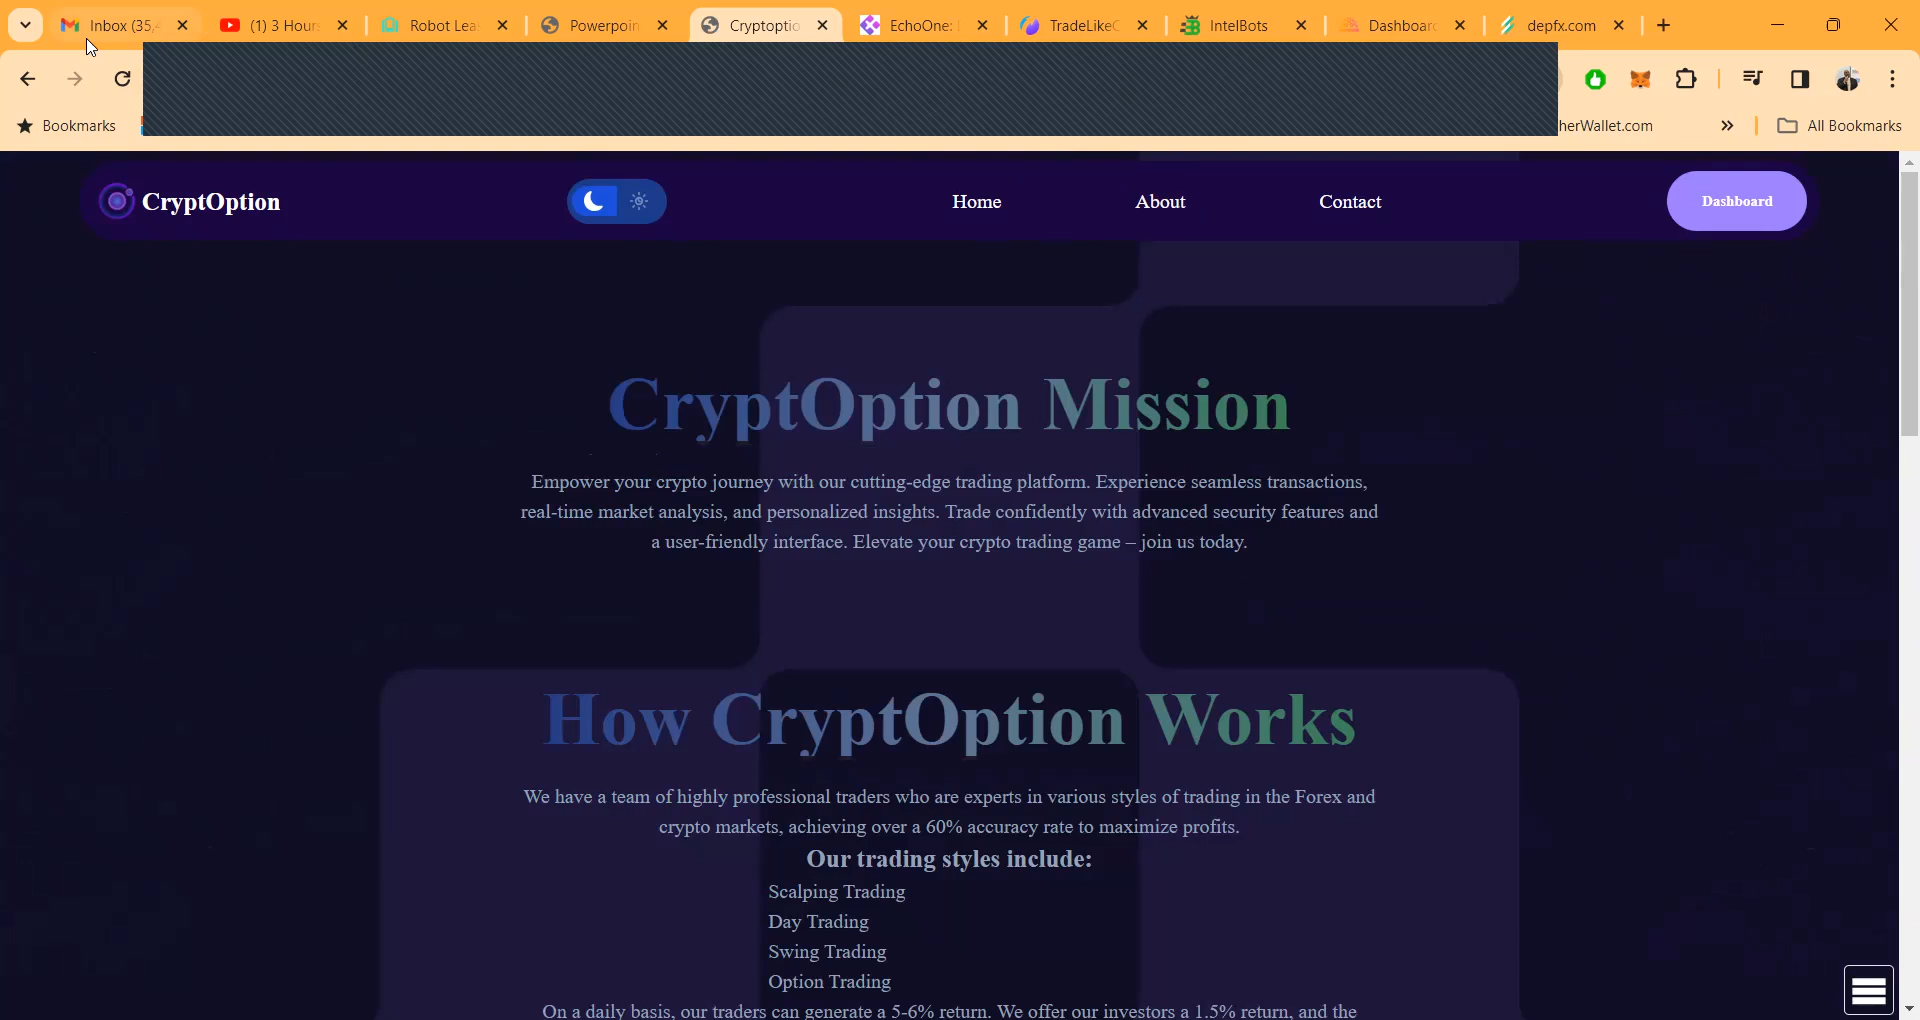 Inbox (35,4
(1) 3 Hours
Robot Lea
Powerpoin
Cryptoptio
EchoOne:
TradeLikeC
IntelBots
Dashboard
depfx.com
Bookmarks
herWallet.com
All Bookmarks
CryptOption
Home
About
Contact
Dashboard
CryptOption Mission
Empower your crypto journey with our cutting-edge trading platform. Experience seamless transactions,
real-time market analysis, and personalized insights. Trade confidently with advanced security features and
a user-friendly interface. Elevate your crypto trading game – join us today.
How CryptOption Works
We have a team of highly professional traders who are experts in various styles of trading in the Forex and
crypto markets, achieving over a 60% accuracy rate to maximize profits.
Our trading styles include:
Scalping Trading
Day Trading
Swing Trading
Option Trading
On a daily basis, our traders can generate a 5-6% return. We offer our investors a 1.5% return, and the